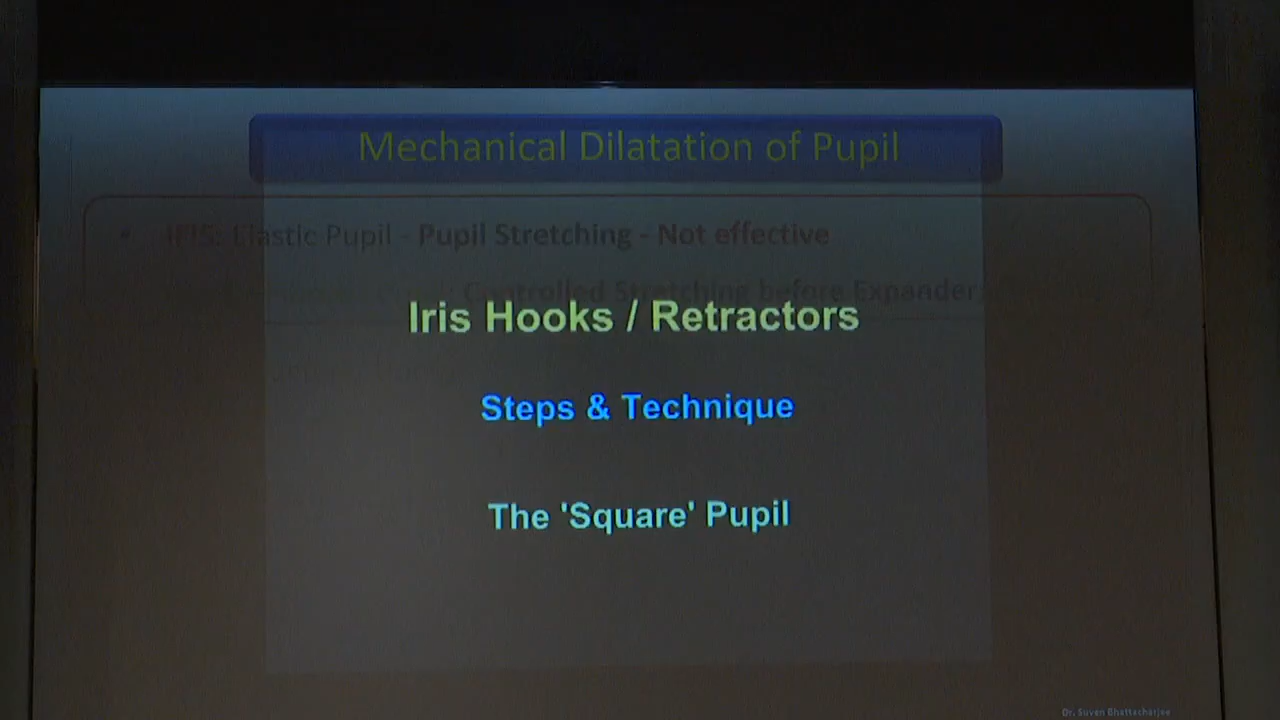 Mechanical Dilatation of Pupil
• IFIS: Elastic Pupil - Pupil Stretching - Not effective
Controlled Stretching before Expander
Iris Hooks / Retractors
Steps & Technique
The 'Square' Pupil
Dr. Suven Bhattacharjee